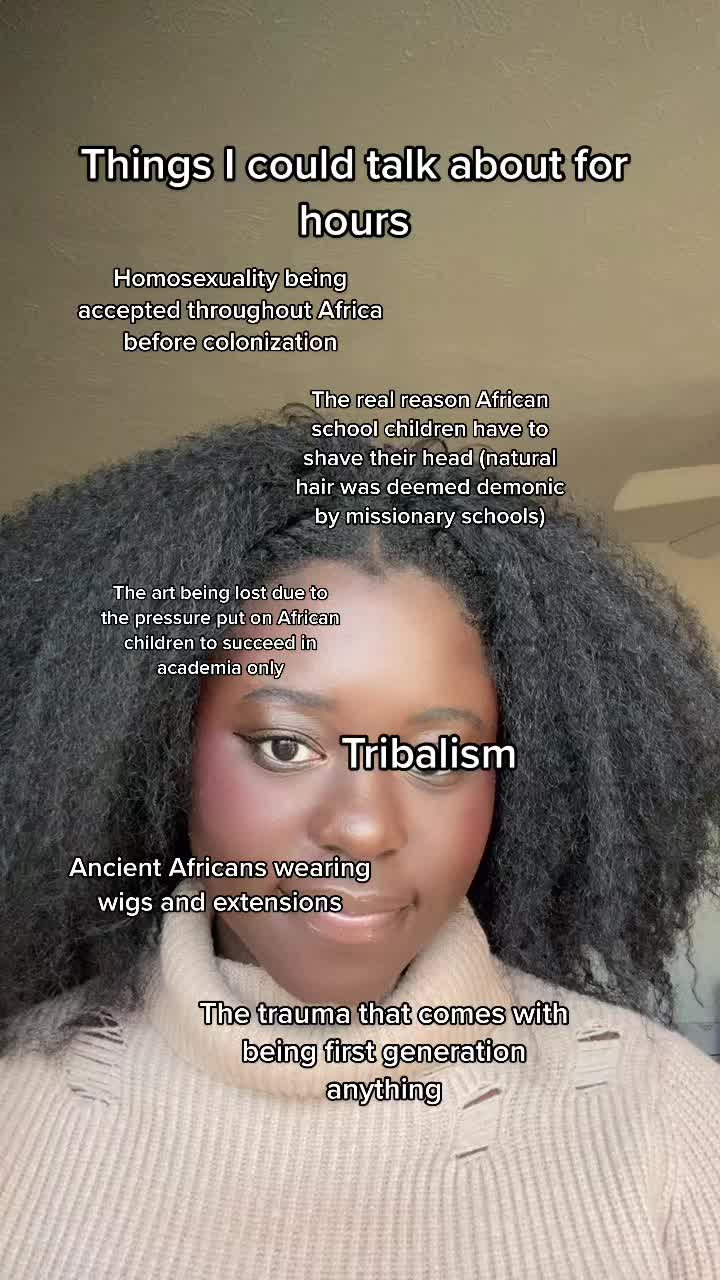 Things I could talk about for
hours
Homosexuality being
accepted throughout Africa
before colonization
The real reason African
school children have to
shave their head (natural
hair was deemed demonic
by missionary schools)
The art being lost due to
the pressure put on African
children to succeed in
academia only
Tribalism
Ancient Africans wearing
wigs and extensions
The trauma that comes with
being first generation
anything